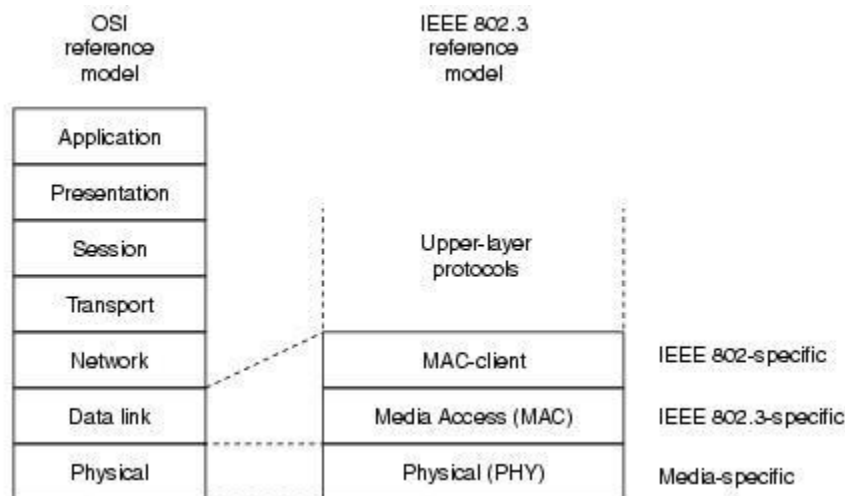 OSI
reference
model
IEEE 802.3
reference
model
Application
Presentation
Session
Transport
Network
Data link
Physical
Upper-layer
protocols
MAC-client
Media Access (MAC)
Physical (PHY)
IEEE 802-specific
IEEE 802.3-specific
Media-specific